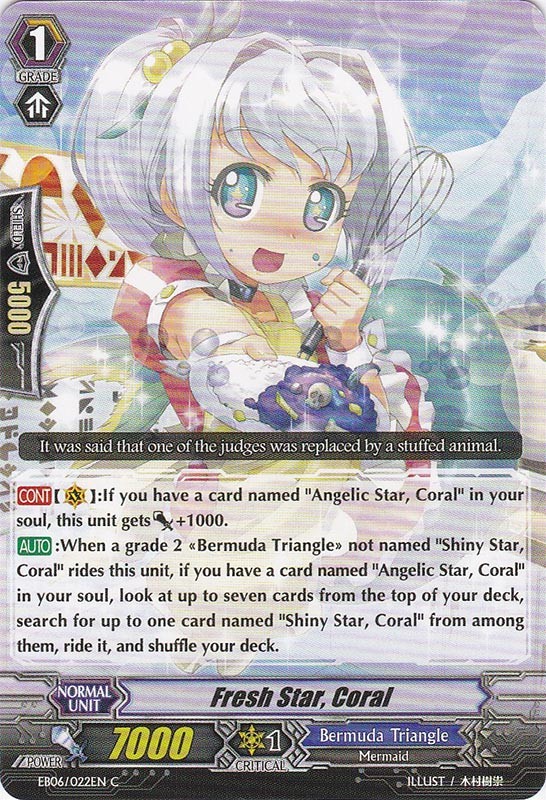 1
GRADE
SHIELD
5000
It was said that one of the judges was replaced by a stuffed animal.
CONT【 】:If you have a card named "Angelic Star, Coral" in your
soul, this unit gets +1000.
AUTO :When a grade 2 «Bermuda Triangle» not named "Shiny Star,
Coral" rides this unit, if you have a card named "Angelic Star, Coral"
in your soul, look at up to seven cards from the top of your deck,
search for up to one card named "Shiny Star, Coral" from among
them, ride it, and shuffle your deck.
NORMAL
UNIT
Fresh Star, Coral
POWER
7000
1
CRITICAL
Bermuda Triangle
Mermaid
EB06/022EN C
ILLUST / 木村樹崇